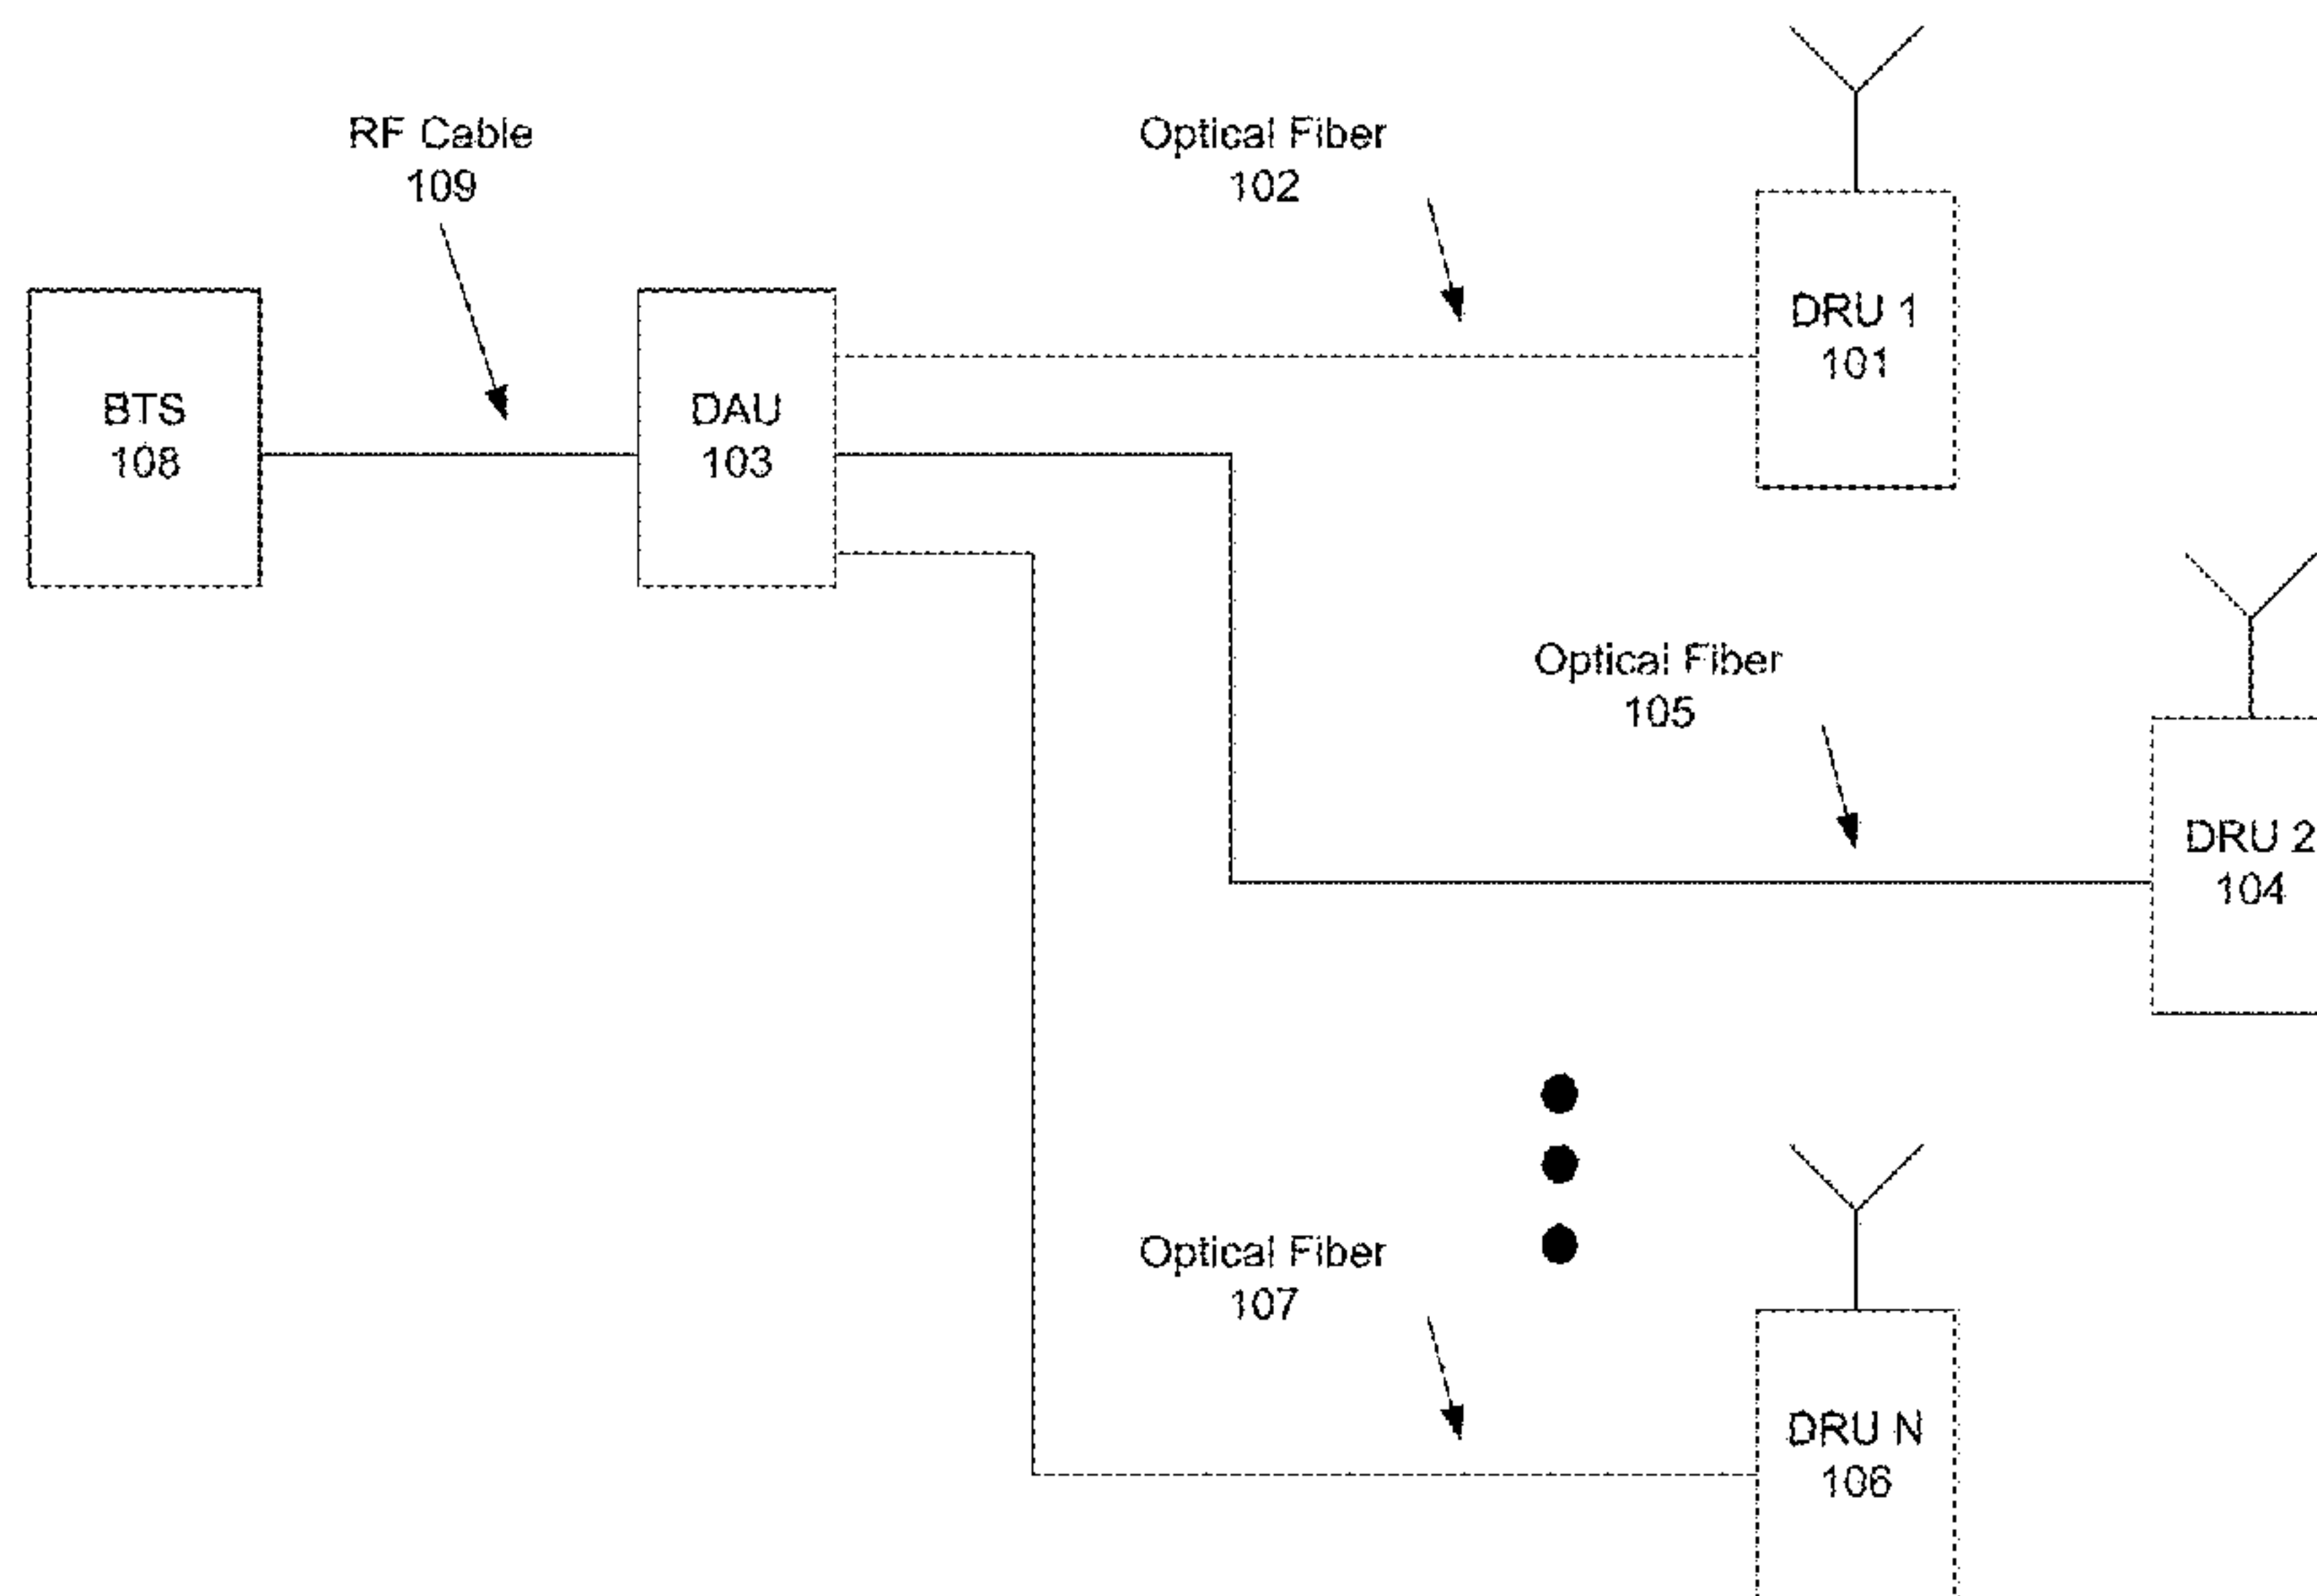 RF Cable
109
Optical Fiber
102
DRU 1
101
BTS
108
DAU
103
Optical Fiber
105
DRU 2
104
Optical Fiber
107
DRU N
106